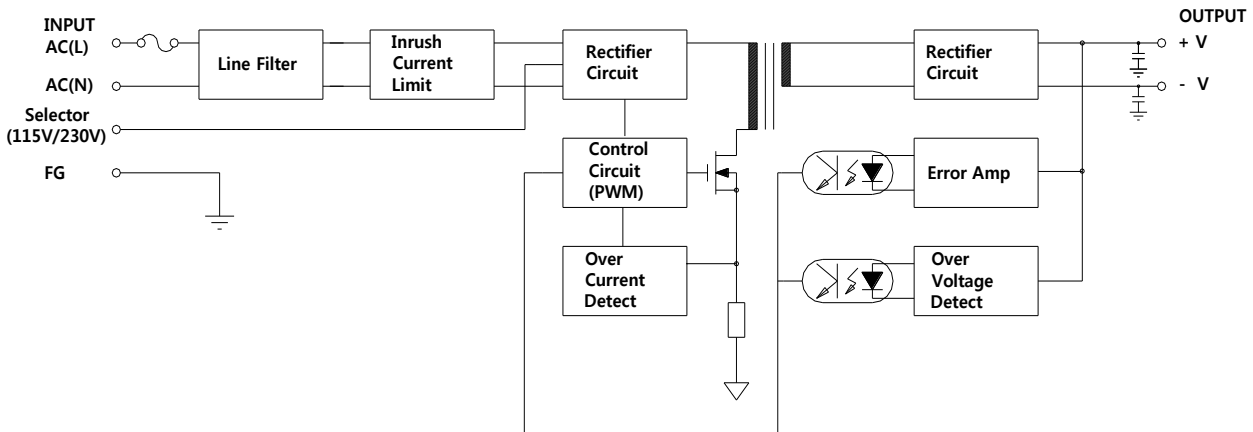 INPUT
AC(L)
AC(N)
Selector
(115V/230V)
FG
Line Filter
Inrush
Current
Limit
Rectifier
Circuit
Control
Circuit
(PWM)
Over
Current
Detect
Rectifier
Circuit
Error Amp
Over
Voltage
Detect
OUTPUT
+ V
- V